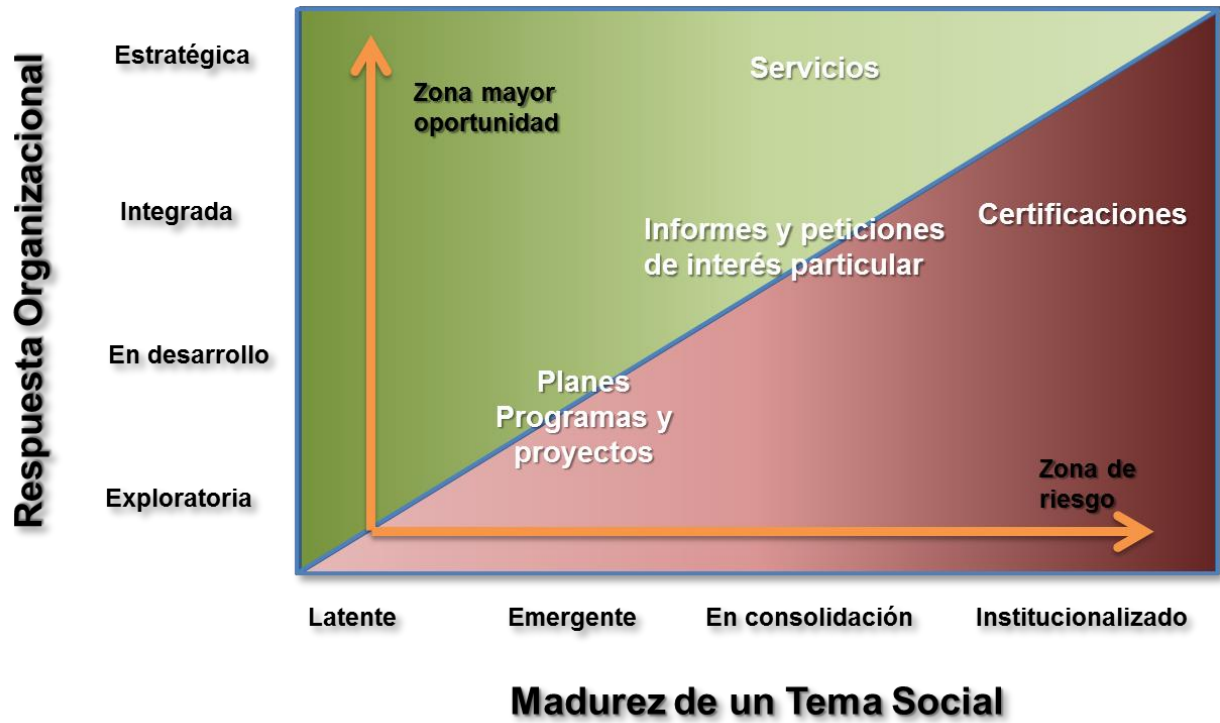 Respuesta Organizacional
Estratégica
Integrada
En desarrollo
Exploratoria
Zona mayor
oportunidad
Servicios
Informes y peticiones
de interés particular
Certificaciones
Planes
Programas y
proyectos
Zona de
riesgo
Latente
Emergente
En consolidación
Institucionalizado
Madurez de un Tema Social